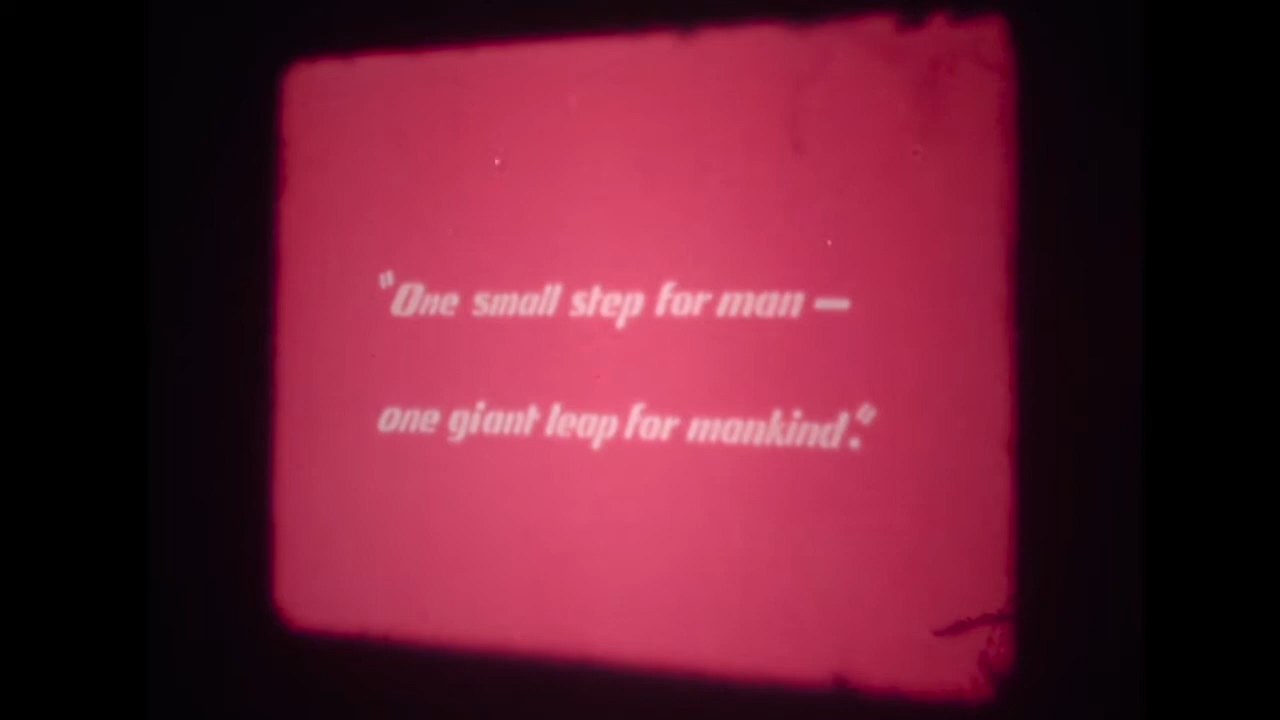 "One small step for man —
one giant leap for mankind."